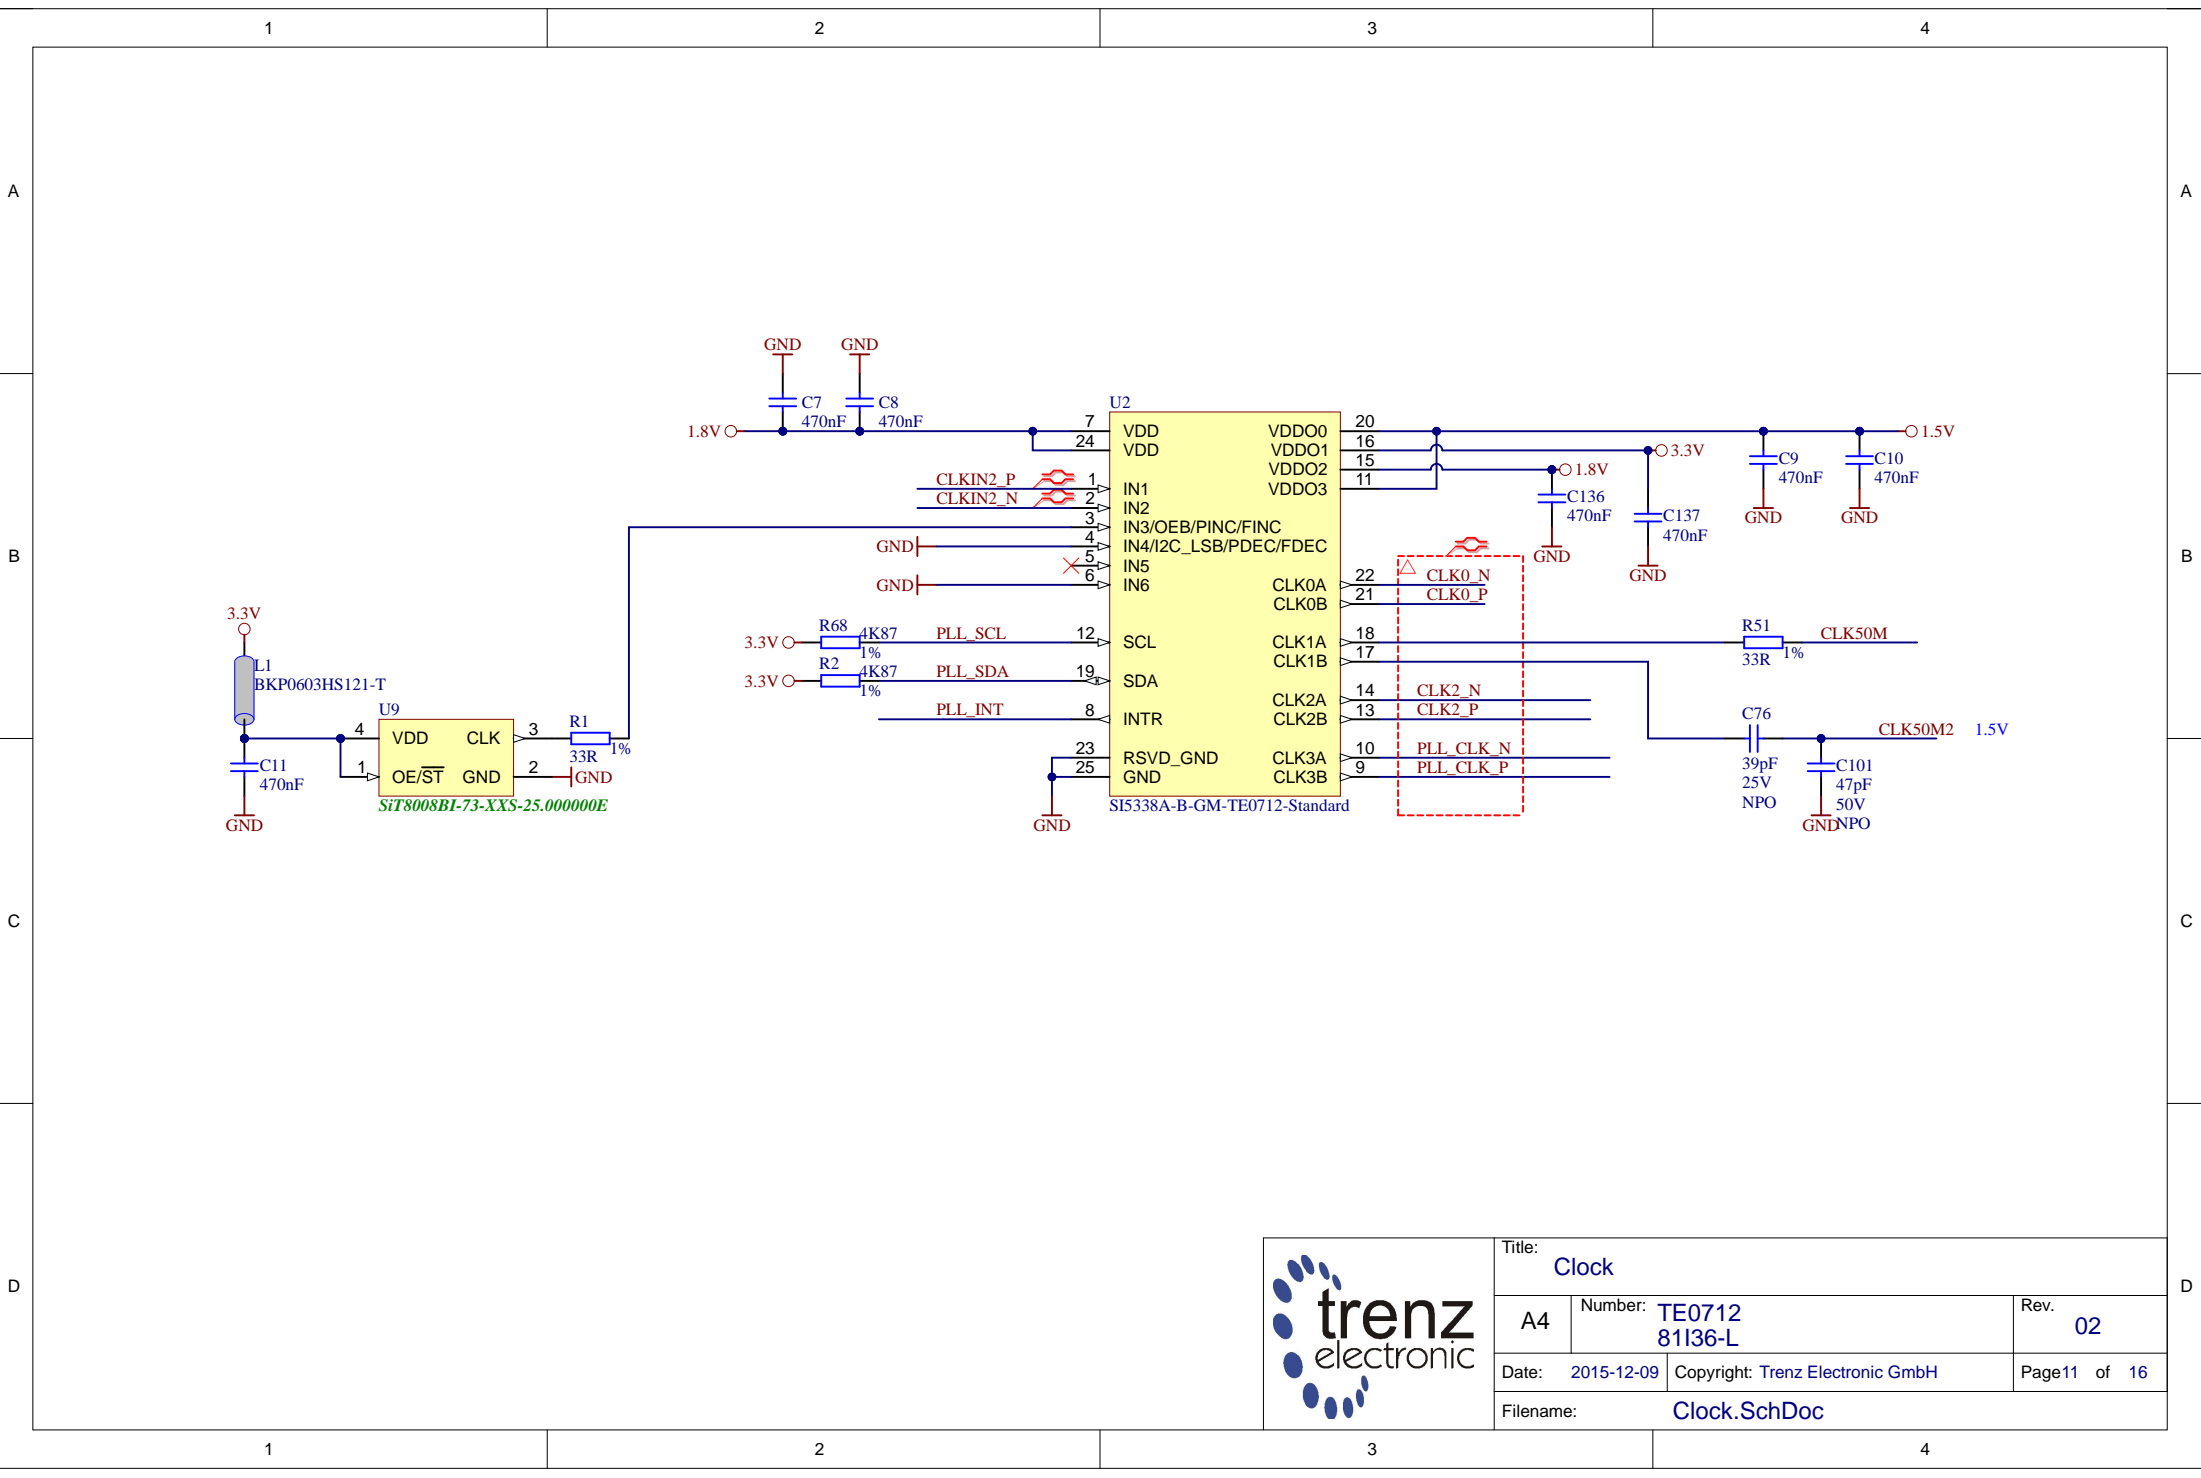 1 2 3 4
A A
GND GND
C7 C8
470nF 470nF
U2
1.8V 7 VDD VDDO0 20 1.5V
24 VDD VDDO1 16 3.3V
VDDO2 15 1.8V
CLKIN2_P 1 IN1 VDDO3 11
CLKIN2_N 2 IN2
C9 C10
470nF 470nF
GND GND
C136
470nF
GND
C137
470nF
GND
3 IN3/OEB/PINC/FINC
GND 4 IN4/I2C_LSB/PDEC/FDEC
B 5 IN5 B
GND 6 IN6 CLK0A 22 CLK0_N
CLK0B 21 CLK0_P
3.3V
3.3V R68 4K87 1% PLL_SCL 12 SCL CLK1A 18 R51 33R 1% CLK50M
CLK1B 17
3.3V R2 4K87 1% PLL_SDA 19 SDA
L1
BKP0603HS121-T
CLK2A 14 CLK2_N
PLL_INT 8 INTR CLK2B 13 CLK2_P
U9
4 VDD CLK 3 R1 33R 1%
1 OE/ST GND 2 GND
SiT8008BI-73-XXS-25.000000E
C11
470nF
GND
C76
39pF
25V
NPO
CLK50M2 1.5V
C101
47pF
50V
NPO
GND
23 RSVD_GND CLK3A 10 PLL_CLK_N
25 GND CLK3B 9 PLL_CLK_P
GND
SI5338A-B-GM-TE0712-Standard
C C
D D
trenz
electronic
Title:
Clock
A4 Number: TE0712
81I36-L
Rev.
02
Date: 2015-12-09 Copyright: Trenz Electronic GmbH Page11 of 16
Filename: Clock.SchDoc
1 2 3 4